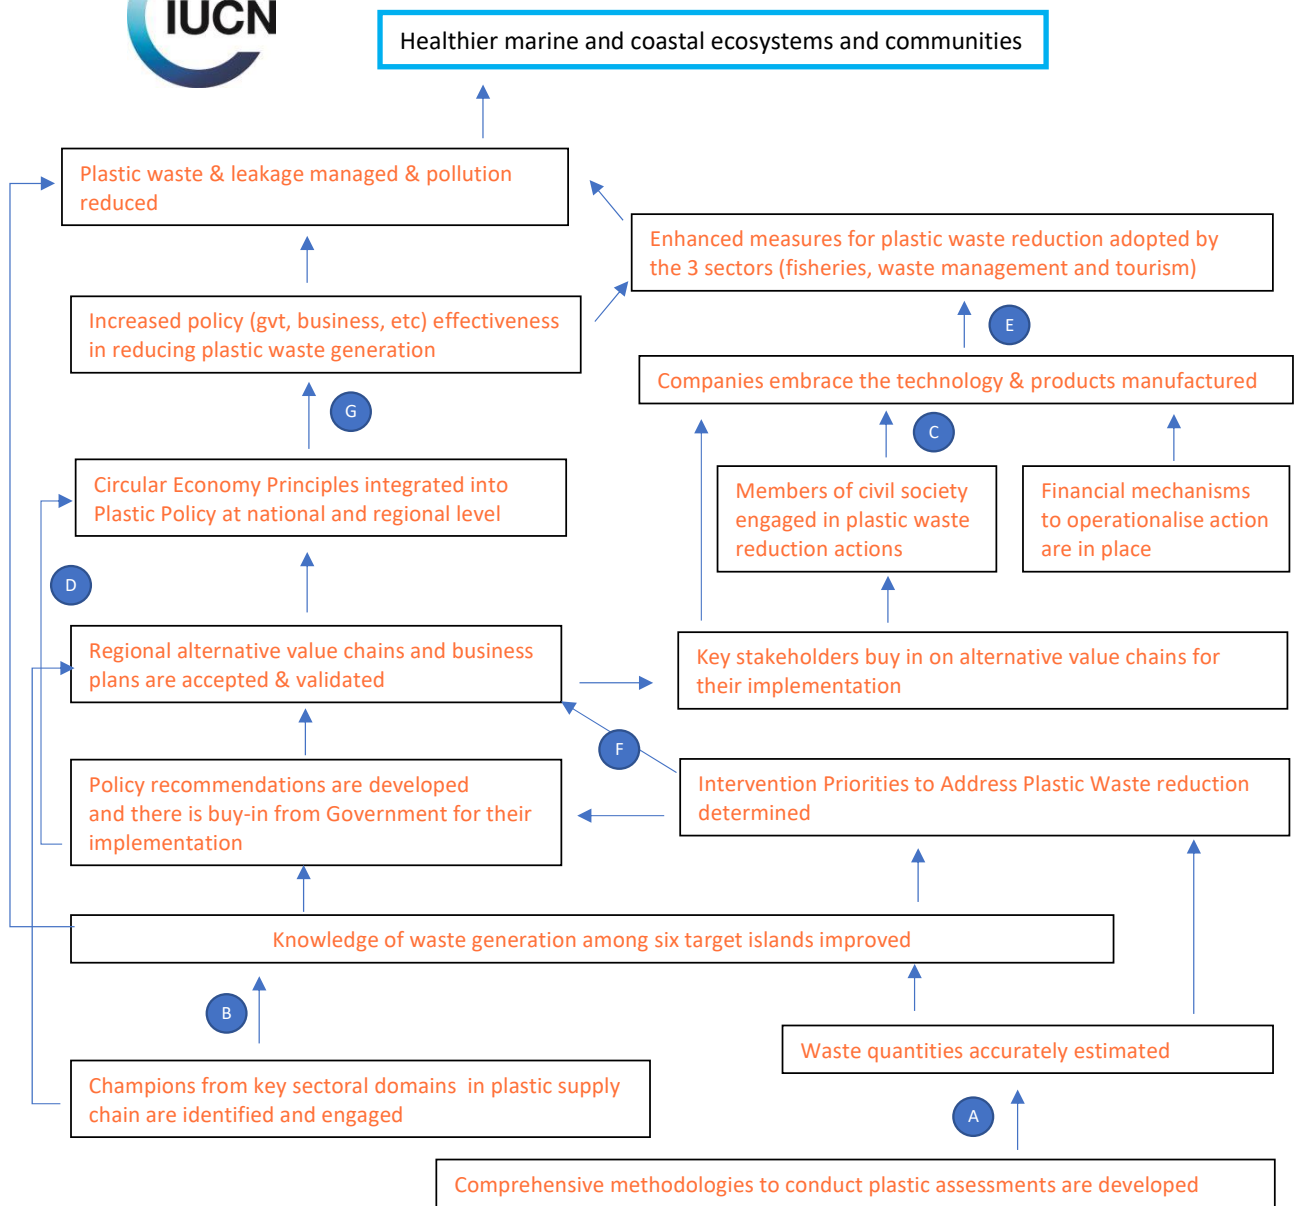 IUCN
Healthier marine and coastal ecosystems and communities
Plastic waste & leakage managed & pollution
reduced
Enhanced measures for plastic waste reduction adopted by
the 3 sectors (fisheries, waste management and tourism)
Increased policy (gvt, business, etc) effectiveness
in reducing plastic waste generation
E
Companies embrace the technology & products manufactured
G
C
Circular Economy Principles integrated into
Plastic Policy at national and regional level
Members of civil society
engaged in plastic waste
reduction actions
Financial mechanisms
to operationalise action
are in place
D
Regional alternative value chains and business
plans are accepted & validated
Key stakeholders buy in on alternative value chains for
their implementation
F
Policy recommendations are developed
and there is buy-in from Government for their
implementation
Intervention Priorities to Address Plastic Waste reduction
determined
Knowledge of waste generation among six target islands improved
B
Waste quantities accurately estimated
Champions from key sectoral domains in plastic supply
chain are identified and engaged
A
Comprehensive methodologies to conduct plastic assessments are developed